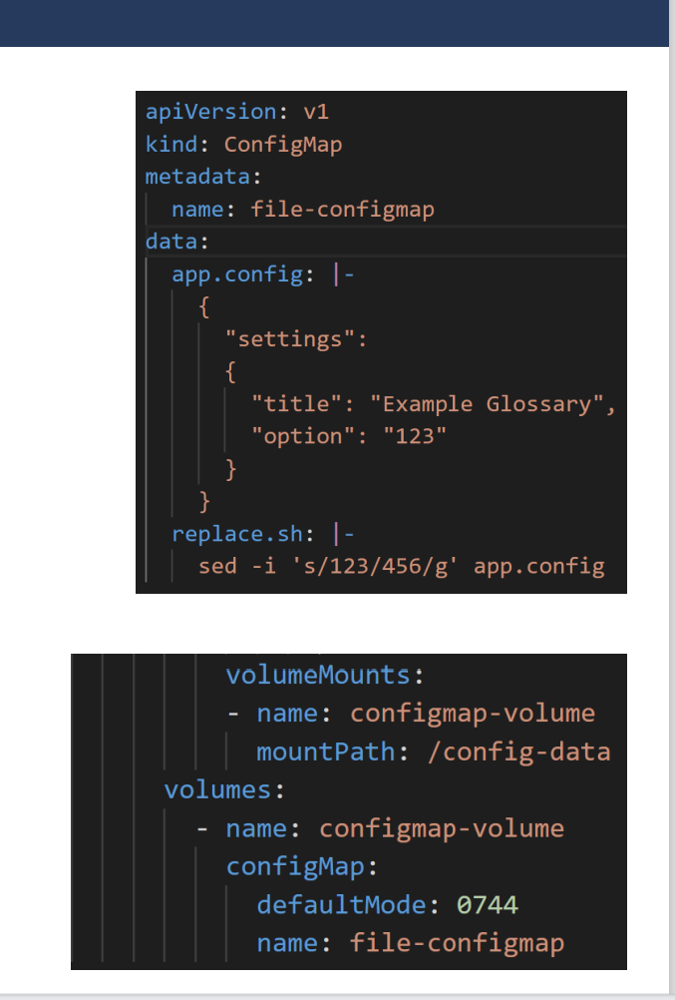 apiVersion: v1
kind: ConfigMap
metadata:
  name: file-configmap
data:
  app.config: |-
    {
      "settings":
      {
        "title": "Example Glossary",
        "option": "123"
      }
    }
  replace.sh: |-
    sed -i 's/123/456/g' app.config
    volumeMounts:
    - name: configmap-volume
      mountPath: /config-data
volumes:
  - name: configmap-volume
    configMap:
      defaultMode: 0744
      name: file-configmap